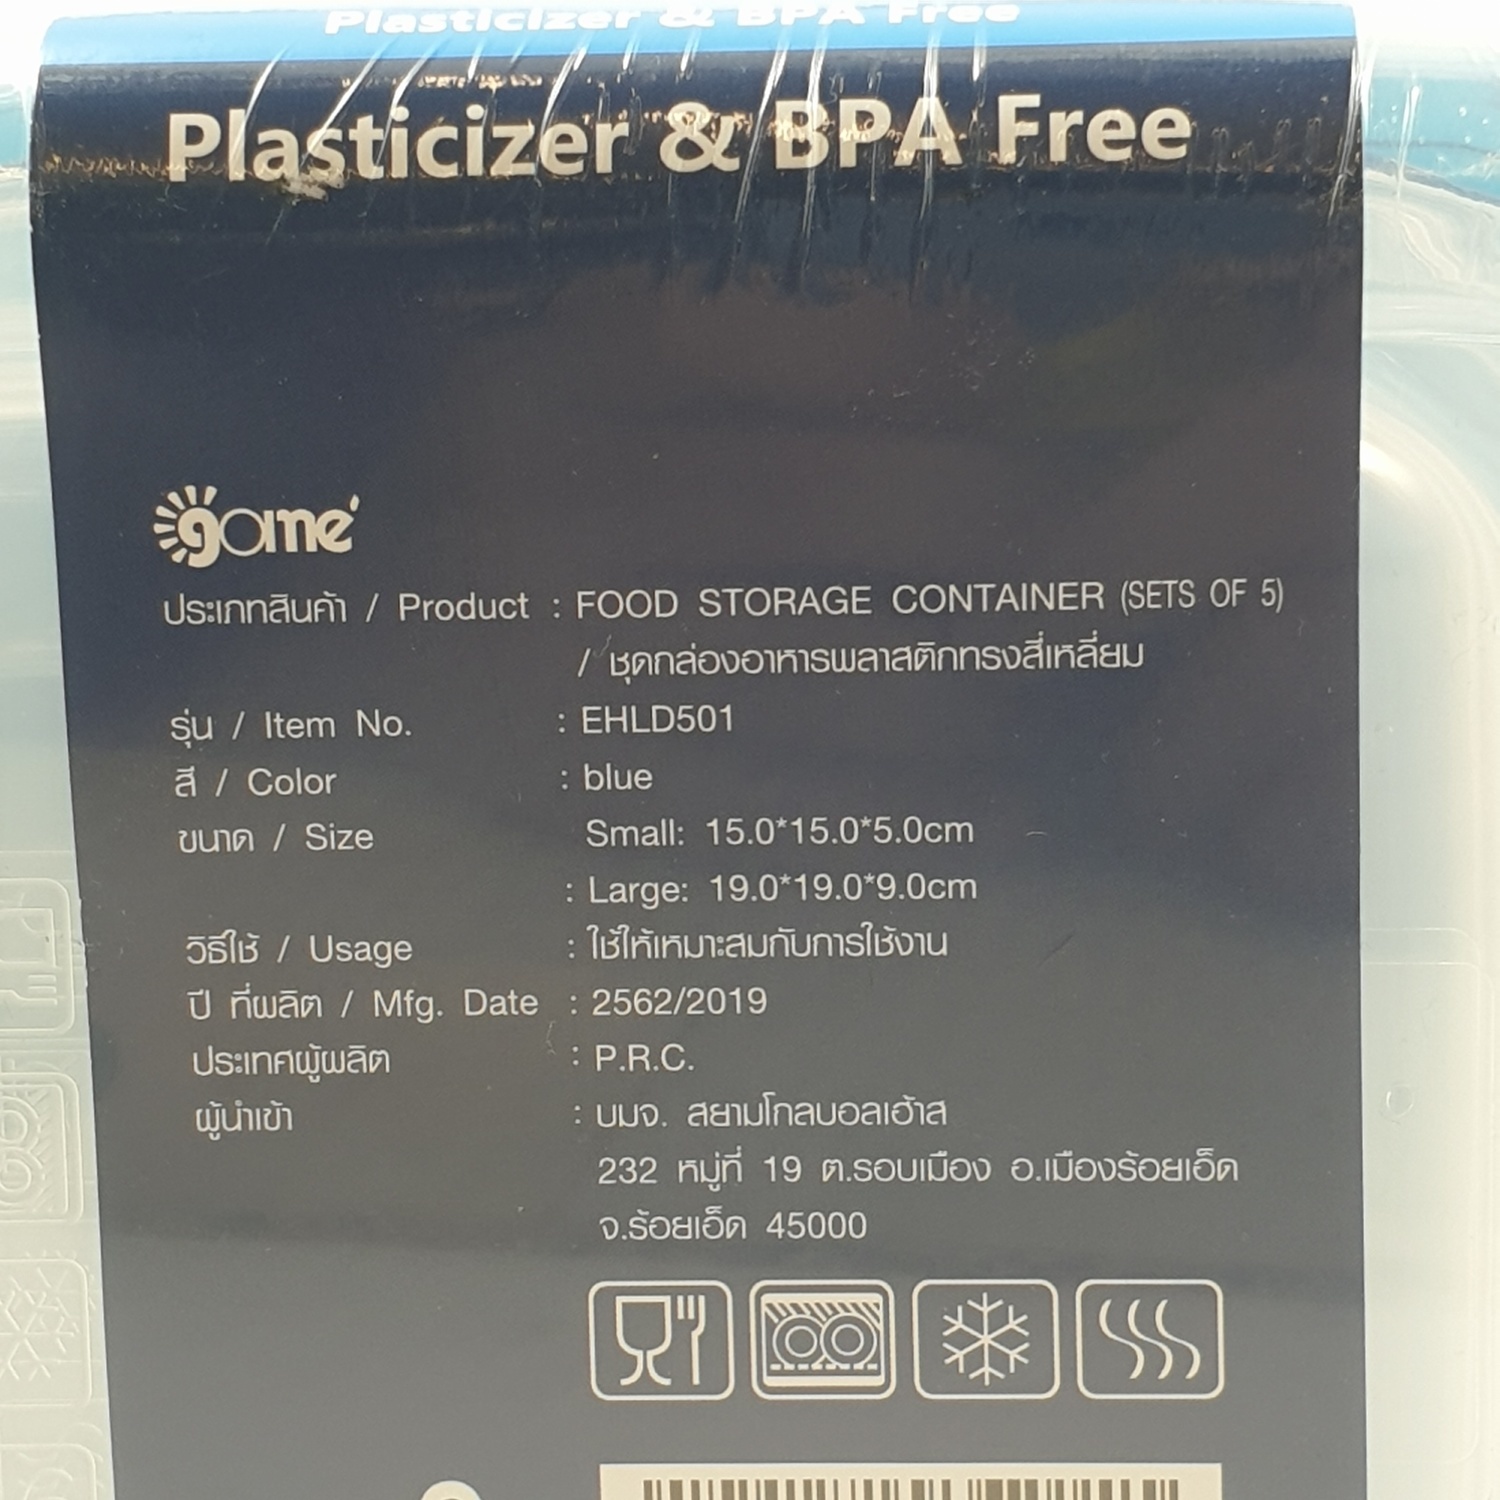 Plasticizer & BPA Free
Plasticizer & BPA Free
game
ประเภทสินค้า / Product : FOOD STORAGE CONTAINER (SETS OF 5)
/ ชุดกล่องอาหารพลาสติกทรงสี่เหลี่ยม
รุ่น / Item No. : EHLD501
สี / Color : blue
ขนาด / Size Small: 15.0*15.0*5.0cm
: Large: 19.0*19.0*9.0cm
วิธีใช้ / Usage : ใช้ให้เหมาะสมกับการใช้งาน
ปี ที่ผลิต / Mfg. Date : 2562/2019
ประเทศผู้ผลิต : P.R.C.
ผู้นำเข้า : บมจ. สยามโกลบอลเฮ้าส
232 หมู่ที่ 19 ต.รอบเมือง อ.เมืองร้อยเอ็ด
จ.ร้อยเอ็ด 45000